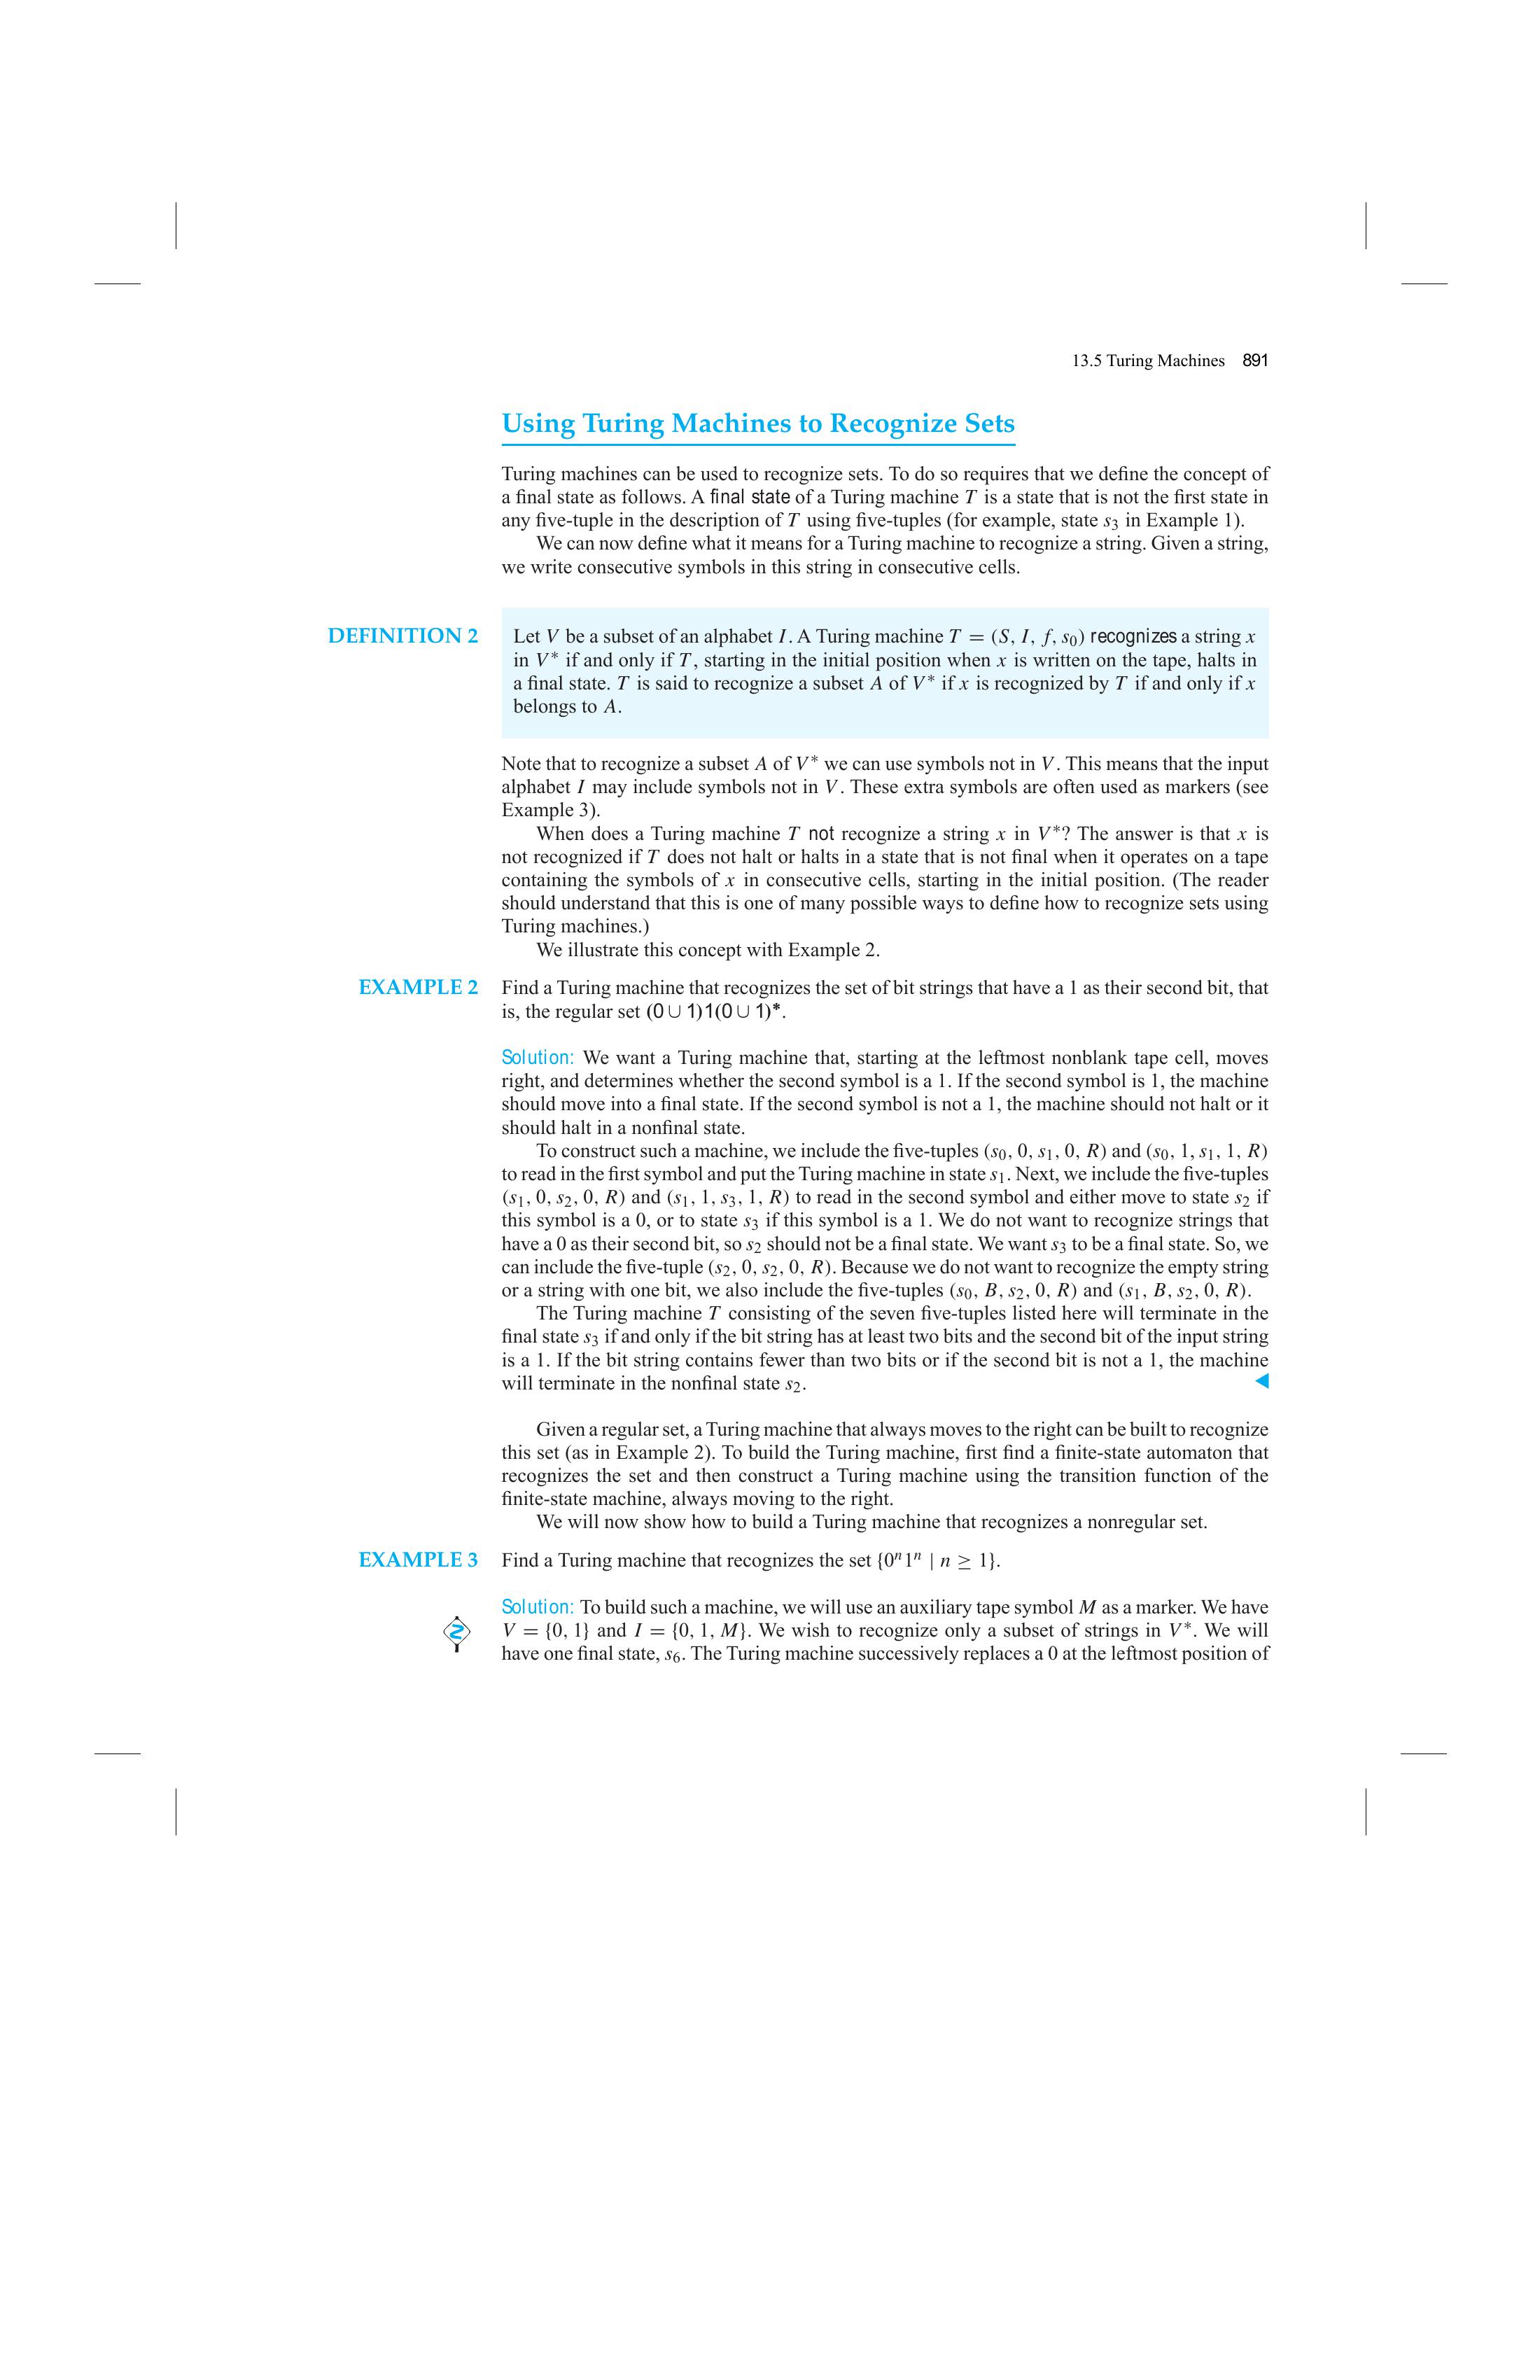 13.5 Turing Machines 891
Using Turing Machines to Recognize Sets
Turing machines can be used to recognize sets. To do so requires that we define the concept of
a final state as follows. A final state of a Turing machine T is a state that is not the first state in
any five-tuple in the description of T using five-tuples (for example, state s₃ in Example 1).
We can now define what it means for a Turing machine to recognize a string. Given a string,
we write consecutive symbols in this string in consecutive cells.
DEFINITION 2 Let V be a subset of an alphabet I. A Turing machine T = (S, I, f, s₀) recognizes a string x
in V* if and only if T, starting in the initial position when x is written on the tape, halts in
a final state. T is said to recognize a subset A of V* if x is recognized by T if and only if x
belongs to A.
Note that to recognize a subset A of V* we can use symbols not in V. This means that the input
alphabet I may include symbols not in V. These extra symbols are often used as markers (see
Example 3).
When does a Turing machine T not recognize a string x in V*? The answer is that x is
not recognized if T does not halt or halts in a state that is not final when it operates on a tape
containing the symbols of x in consecutive cells, starting in the initial position. (The reader
should understand that this is one of many possible ways to define how to recognize sets using
Turing machines.)
We illustrate this concept with Example 2.
EXAMPLE 2 Find a Turing machine that recognizes the set of bit strings that have a 1 as their second bit, that
is, the regular set (0 ∪ 1)1(0 ∪ 1)*.
Solution: We want a Turing machine that, starting at the leftmost nonblank tape cell, moves
right, and determines whether the second symbol is a 1. If the second symbol is 1, the machine
should move into a final state. If the second symbol is not a 1, the machine should not halt or it
should halt in a nonfinal state.
To construct such a machine, we include the five-tuples (s₀, 0, s₁, 0, R) and (s₀, 1, s₁, 1, R)
to read in the first symbol and put the Turing machine in state s₁. Next, we include the five-tuples
(s₁, 0, s₂, 0, R) and (s₁, 1, s₃, 1, R) to read in the second symbol and either move to state s₂ if
this symbol is a 0, or to state s₃ if this symbol is a 1. We do not want to recognize strings that
have a 0 as their second bit, so s₂ should not be a final state. We want s₃ to be a final state. So, we
can include the five-tuple (s₂, 0, s₂, 0, R). Because we do not want to recognize the empty string
or a string with one bit, we also include the five-tuples (s₀, B, s₂, 0, R) and (s₁, B, s₂, 0, R).
The Turing machine T consisting of the seven five-tuples listed here will terminate in the
final state s₃ if and only if the bit string has at least two bits and the second bit of the input string
is a 1. If the bit string contains fewer than two bits or if the second bit is not a 1, the machine
will terminate in the nonfinal state s₂.
Given a regular set, a Turing machine that always moves to the right can be built to recognize
this set (as in Example 2). To build the Turing machine, first find a finite-state automaton that
recognizes the set and then construct a Turing machine using the transition function of the
finite-state machine, always moving to the right.
We will now show how to build a Turing machine that recognizes a nonregular set.
EXAMPLE 3 Find a Turing machine that recognizes the set {0ⁿ1ⁿ | n ≥ 1}.
Solution: To build such a machine, we will use an auxiliary tape symbol M as a marker. We have
V = {0, 1} and I = {0, 1, M}. We wish to recognize only a subset of strings in V*. We will
have one final state, s₆. The Turing machine successively replaces a 0 at the leftmost position of